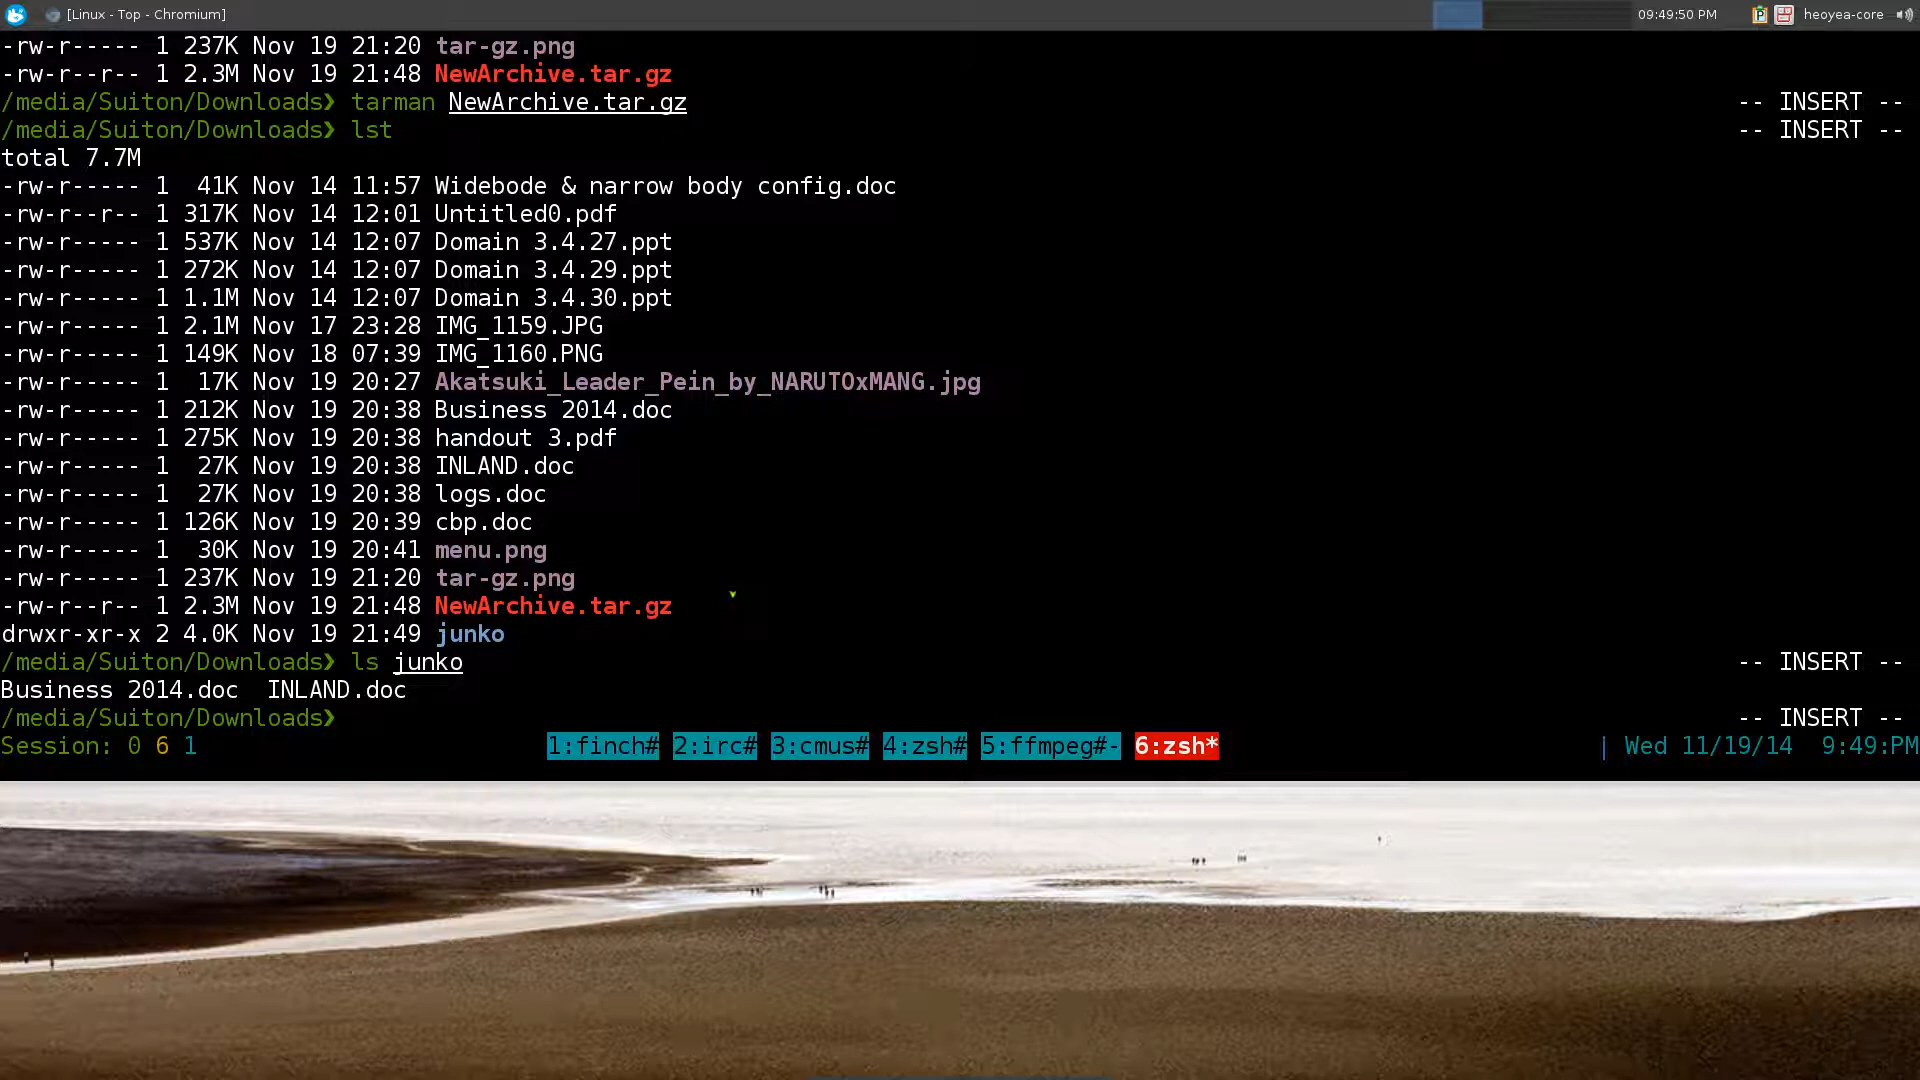 [Linux - Top - Chromium] 09:49:50 PM heoyea-core
-rw-r----- 1 237K Nov 19 21:20 tar-gz.png
-rw-r--r-- 1 2.3M Nov 19 21:48 NewArchive.tar.gz
/media/Suiton/Downloads❯ tarman NewArchive.tar.gz -- INSERT --
/media/Suiton/Downloads❯ lst -- INSERT --
total 7.7M
-rw-r----- 1  41K Nov 14 11:57 Widebode & narrow body config.doc
-rw-r--r-- 1 317K Nov 14 12:01 Untitled0.pdf
-rw-r----- 1 537K Nov 14 12:07 Domain 3.4.27.ppt
-rw-r----- 1 272K Nov 14 12:07 Domain 3.4.29.ppt
-rw-r----- 1 1.1M Nov 14 12:07 Domain 3.4.30.ppt
-rw-r----- 1 2.1M Nov 17 23:28 IMG_1159.JPG
-rw-r----- 1 149K Nov 18 07:39 IMG_1160.PNG
-rw-r----- 1  17K Nov 19 20:27 Akatsuki_Leader_Pein_by_NARUTOxMANG.jpg
-rw-r----- 1 212K Nov 19 20:38 Business 2014.doc
-rw-r----- 1 275K Nov 19 20:38 handout 3.pdf
-rw-r----- 1  27K Nov 19 20:38 INLAND.doc
-rw-r----- 1  27K Nov 19 20:38 logs.doc
-rw-r----- 1 126K Nov 19 20:39 cbp.doc
-rw-r----- 1  30K Nov 19 20:41 menu.png
-rw-r----- 1 237K Nov 19 21:20 tar-gz.png
-rw-r--r-- 1 2.3M Nov 19 21:48 NewArchive.tar.gz
drwxr-xr-x 2 4.0K Nov 19 21:49 junko
/media/Suiton/Downloads❯ ls junko -- INSERT --
Business 2014.doc  INLAND.doc
/media/Suiton/Downloads❯ -- INSERT --
Session: 0 6 1 1:finch# 2:irc# 3:cmus# 4:zsh# 5:ffmpeg#- 6:zsh* | Wed 11/19/14  9:49:PM